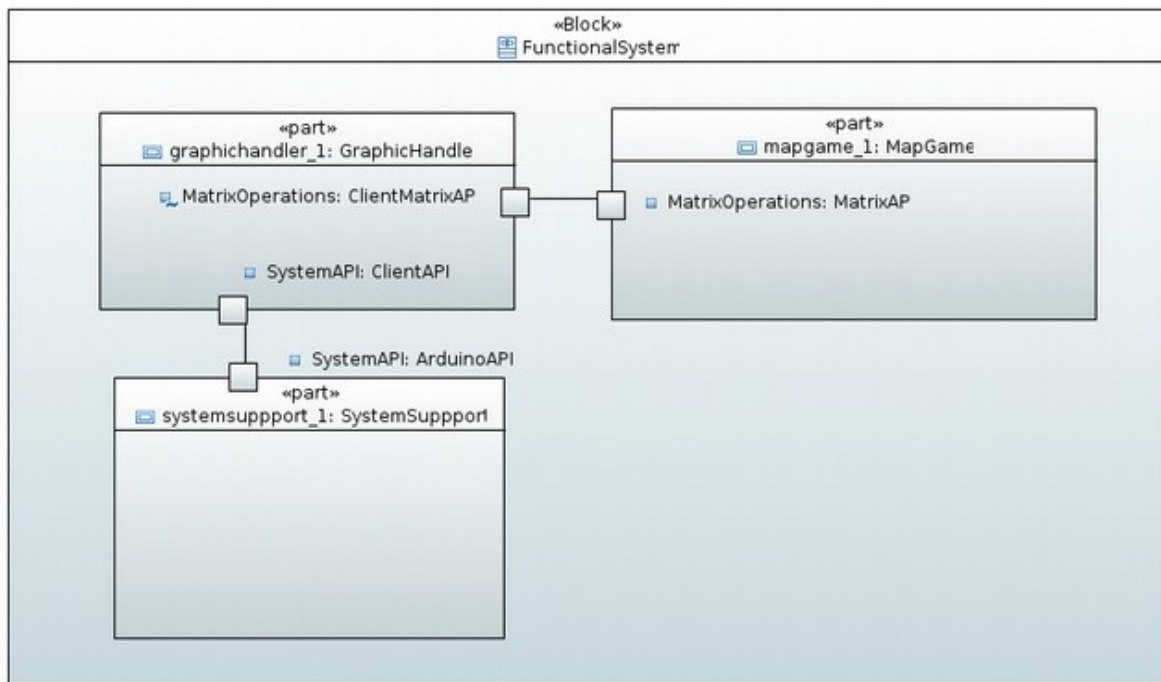 «Block»
FunctionalSystem
«part»
graphichandler_1: GraphicHandle
MatrixOperations: ClientMatrixAP
SystemAPI: ClientAPI
«part»
mapgame_1: MapGame
MatrixOperations: MatrixAP
SystemAPI: ArduinoAPI
«part»
systemsuppport_1: SystemSuppport